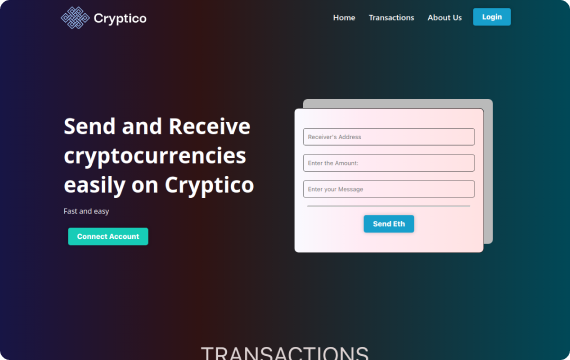 Cryptico
Home Transactions About Us Login
Send and Receive
cryptocurrencies
easily on Cryptico
Fast and easy
Connect Account
Receiver's Address
Enter the Amount:
Enter your Message
Send Eth
TRANSACTIONS